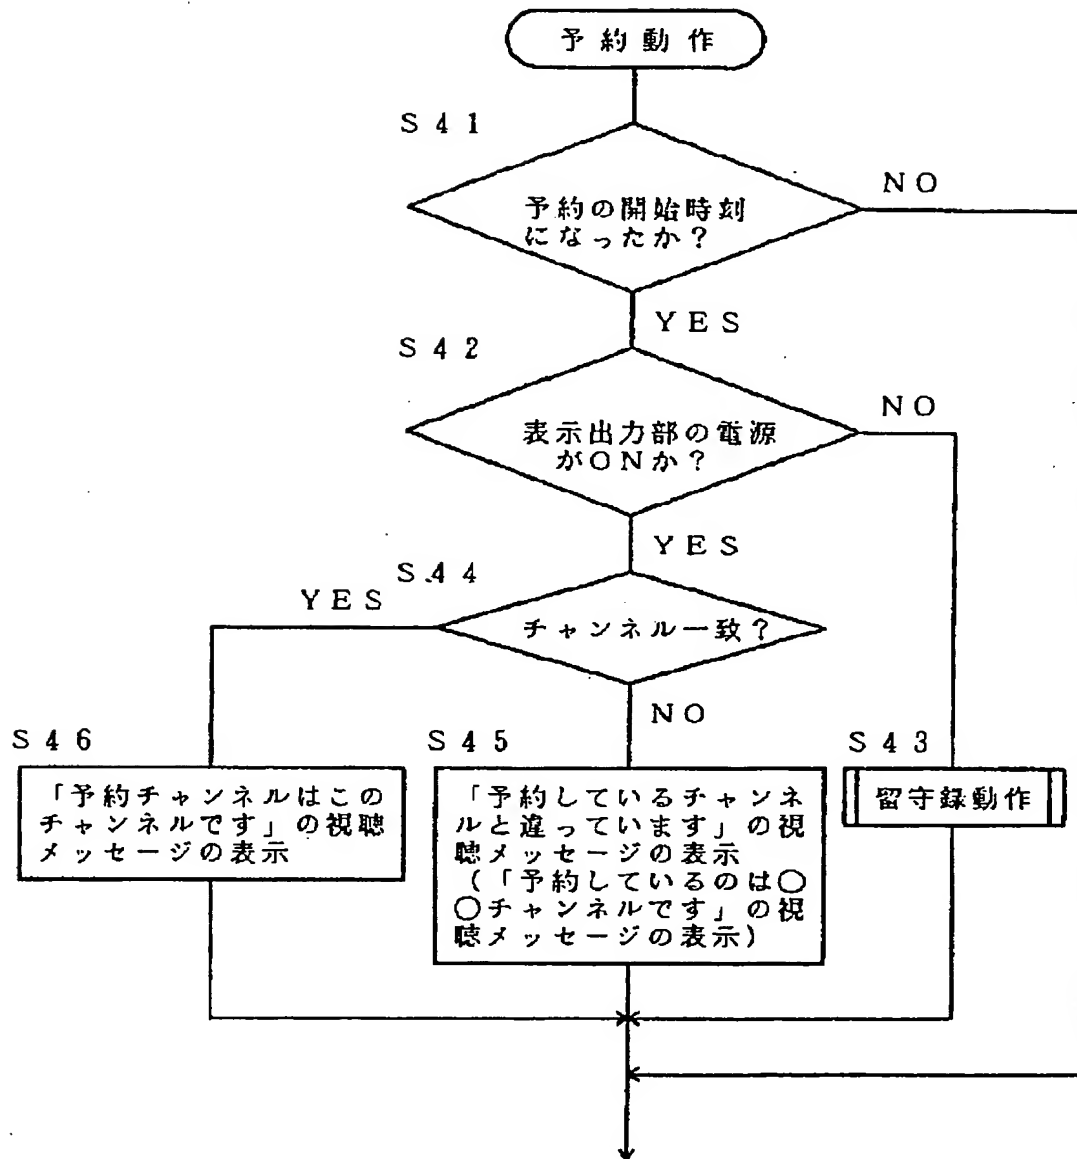 予約動作
S41
予約の開始時刻
になったか?
NO
YES
S42
表示出力部の電源
がONか?
NO
YES
S44
チャンネル一致?
YES
NO
S46
「予約チャンネルはこの
チャンネルです」の視聴
メッセージの表示
S45
「予約しているチャンネ
ルと違っています」の視
聴メッセージの表示
(「予約しているのは○
○チャンネルです」の視
聴メッセージの表示)
S43
留守録動作